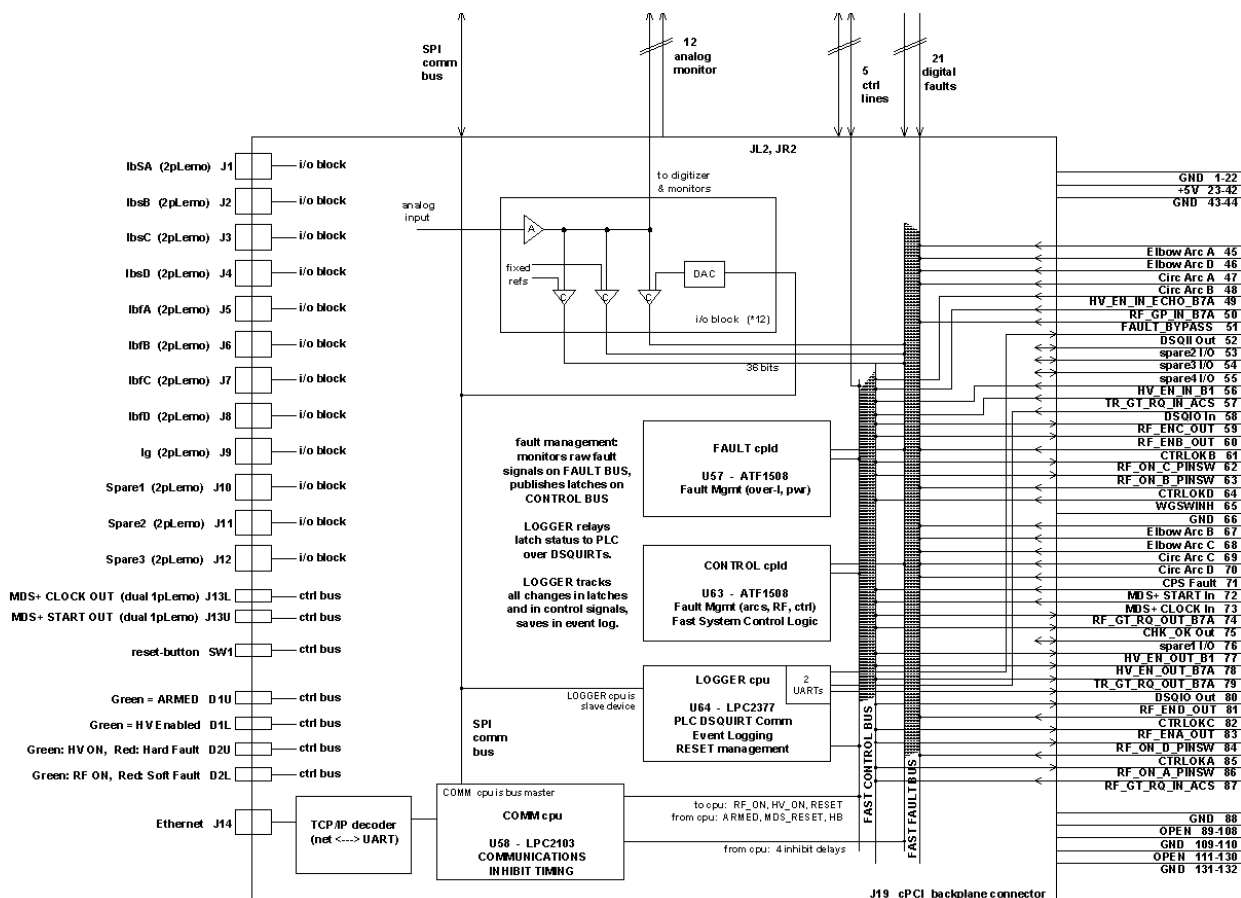 SPI
comm
bus
12
analog
monitor
5
ctrl
lines
21
digital
faults
JL2, JR2
IbSA (2pLemo) J1
i/o block
IbsB (2pLemo) J2
i/o block
IbsC (2pLemo) J3
i/o block
IbsD (2pLemo) J4
i/o block
IbfA (2pLemo) J5
i/o block
IbfB (2pLemo) J6
i/o block
IbfC (2pLemo) J7
i/o block
IbfD (2pLemo) J8
i/o block
Ig (2pLemo) J9
i/o block
Spare1 (2pLemo) J10
i/o block
Spare2 (2pLemo) J11
i/o block
Spare3 (2pLemo) J12
i/o block
MDS+ CLOCK OUT (dual 1pLemo) J13L
ctrl bus
MDS+ START OUT (dual 1pLemo) J13U
ctrl bus
reset-button SW1
ctrl bus
Green = ARMED D1U
ctrl bus
Green = HVEnabled D1L
ctrl bus
Green: HV ON, Red: Hard Fault D2U
ctrl bus
Green: RF ON, Red: Soft Fault D2L
ctrl bus
Ethernet J14
TCP/IP decoder
(net <---> UART)
analog
input
to digitizer
& monitors
A
fixed
refs
C
C
C
DAC
i/o block (*12)
36 bits
fault management:
monitors raw fault
signals on FAULT BUS,
publishes latches on
CONTROL BUS
LOGGER relays
latch status to PLC
over DSQUIRTs.
LOGGER tracks
all changes in latches
and in control signals,
saves in event log.
FAULT cpld
U57 - ATF1508
Fault Mgmt (over-I, pwr)
CONTROL cpld
U63 - ATF1508
Fault Mgmt (arcs, RF, ctrl)
Fast System Control Logic
LOGGER cpu is
slave device
LOGGER cpu
2
UARTs
U64 - LPC2377
PLC DSQUIRT Comm
Event Logging
RESET management
SPI
comm
bus
COMM cpu is bus master
COMM cpu
U58 - LPC2103
COMMUNICATIONS
INHIBIT TIMING
to cpu: RF_ON, HV_ON, RESET
from cpu: ARMED, MDS_RESET, HB
from cpu: 4 inhibit delays
FAST CONTROL BUS
FAST FAULT BUS
GND 1-22
+5V 23-42
GND 43-44
Elbow Arc A 45
Elbow Arc D 46
Circ Arc A 47
Circ Arc B 48
HV_EN_IN_ECHO_B7A 49
RF_GP_IN_B7A 50
FAULT_BYPASS 51
DSQII Out 52
spare2 I/O 53
spare3 I/O 54
spare4 I/O 55
HV_EN_IN_B1 56
TR_GT_RQ_IN_ACS 57
DSQIO In 58
RF_ENC_OUT 59
RF_ENB_OUT 60
CTRLOKB 61
RF_ON_C_PINSW 62
RF_ON_B_PINSW 63
CTRLOKD 64
WGSWINH 65
GND 66
Elbow Arc B 67
Elbow Arc C 68
Circ Arc C 69
Circ Arc D 70
CPS Fault 71
MDS+ START In 72
MDS+ CLOCK In 73
RF_GT_RQ_OUT_B7A 74
CHK_OK Out 75
spare1 I/O 76
HV_EN_OUT_B1 77
HV_EN_OUT_B7A 78
TR_GT_RQ_OUT_B7A 79
DSQIO Out 80
RF_END_OUT 81
CTRLOKC 82
RF_ENA_OUT 83
RF_ON_D_PINSW 84
CTRLOKA 85
RF_ON_A_PINSW 86
RF_GT_RQ_IN_ACS 87
GND 88
OPEN 89-108
GND 109-110
OPEN 111-130
GND 131-132
J19 cPCI backplane connector